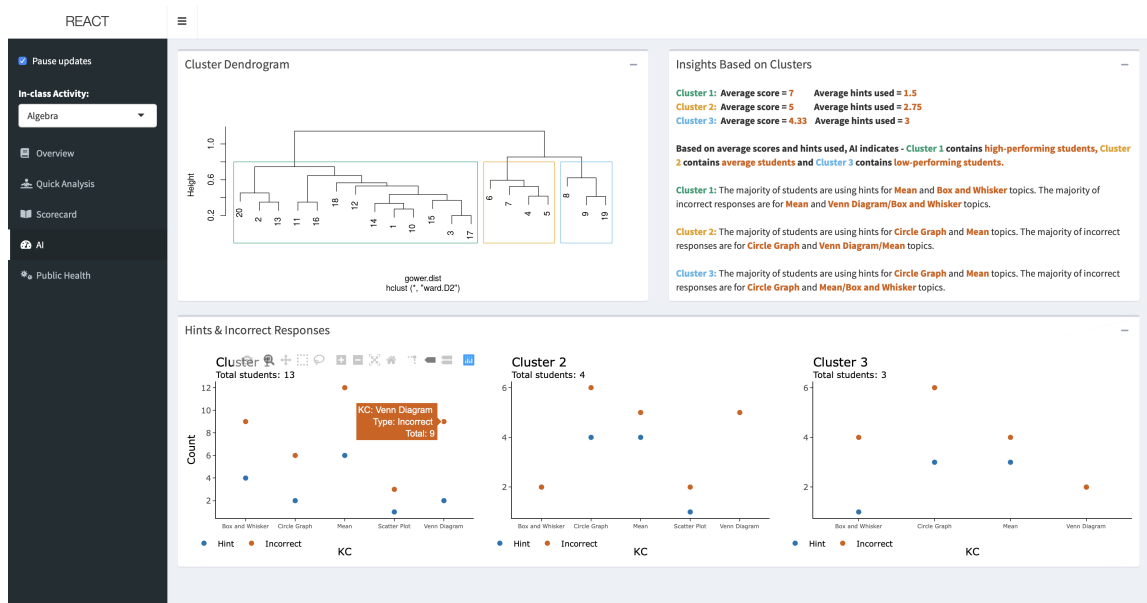 REACT
Pause updates
In-class Activity:
Algebra
Overview
Quick Analysis
Scorecard
AI
Public Health
Cluster Dendrogram
Height
0.2 0.6 1.0
20 2 13 11 16 18 12 14 1 10 15 3 17 6 7 4 5 8 9 19
gower.dist
hclust (*, "ward.D2")
Insights Based on Clusters
Cluster 1: Average score = 7 Average hints used = 1.5
Cluster 2: Average score = 5 Average hints used = 2.75
Cluster 3: Average score = 4.33 Average hints used = 3
Based on average scores and hints used, AI indicates - Cluster 1 contains high-performing students, Cluster
2 contains average students and Cluster 3 contains low-performing students.
Cluster 1: The majority of students are using hints for Mean and Box and Whisker topics. The majority of
incorrect responses are for Mean and Venn Diagram/Box and Whisker topics.
Cluster 2: The majority of students are using hints for Circle Graph and Mean topics. The majority of incorrect
responses are for Circle Graph and Venn Diagram/Mean topics.
Cluster 3: The majority of students are using hints for Circle Graph and Mean topics. The majority of incorrect
responses are for Circle Graph and Mean/Box and Whisker topics.
Hints & Incorrect Responses
Cluster
Total students: 13
Count
12
10
8
6
4
2
KC: Venn Diagram
Type: Incorrect
Total: 9
Box and Whisker Circle Graph Mean Scatter Plot Venn Diagram
Hint Incorrect
KC
Cluster 2
Total students: 4
6
4
2
Box and Whisker Circle Graph Mean Scatter Plot Venn Diagram
Hint Incorrect
KC
Cluster 3
Total students: 3
6
4
2
Box and Whisker Circle Graph Mean Venn Diagram
Hint Incorrect
KC